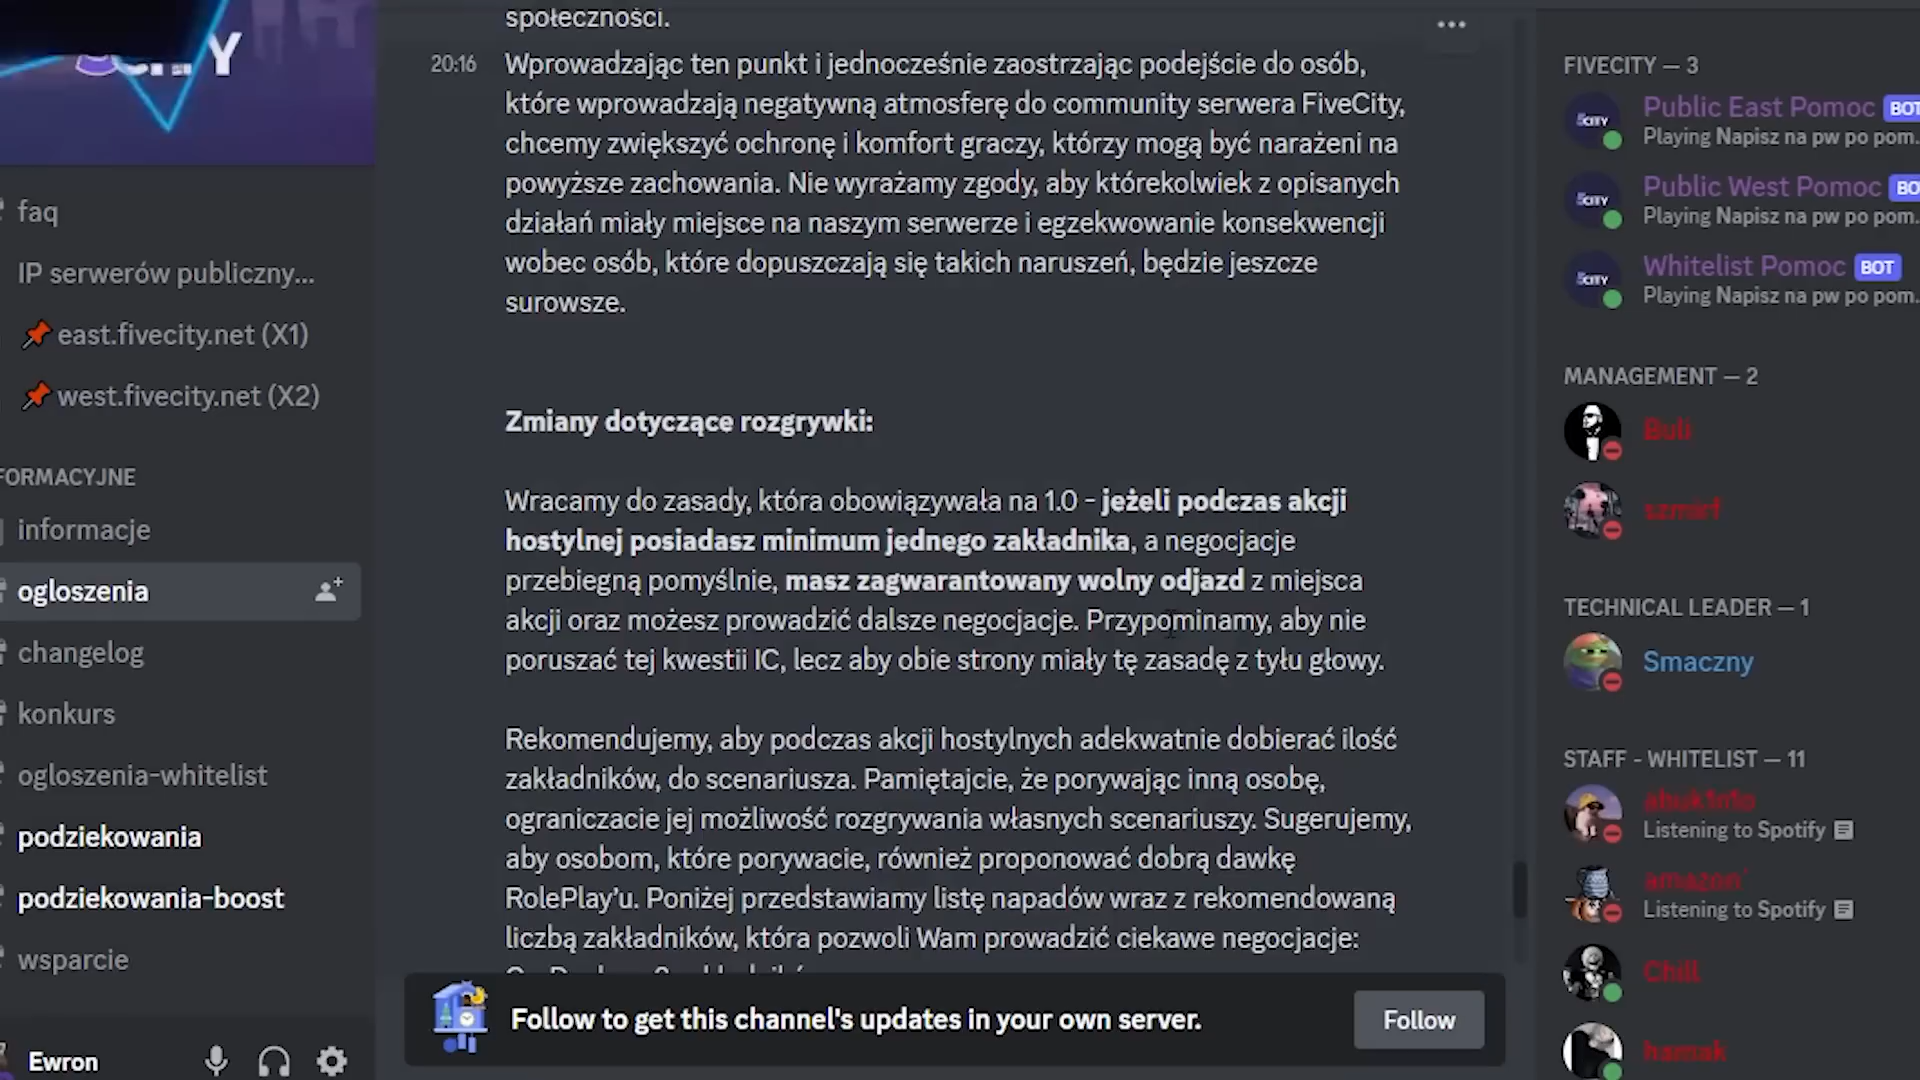 społeczności.
20:16
Wprowadzając ten punkt i jednocześnie zaostrzając podejście do osób,
które wprowadzają negatywną atmosferę do community serwera FiveCity,
chcemy zwiększyć ochronę i komfort graczy, którzy mogą być narażeni na
powyższe zachowania. Nie wyrażamy zgody, aby którekolwiek z opisanych
działań miały miejsce na naszym serwerze i egzekwowanie konsekwencji
wobec osób, które dopuszczają się takich naruszeń, będzie jeszcze
surowsze.
Zmiany dotyczące rozgrywki:
Wracamy do zasady, która obowiązywała na 1.0 - jeżeli podczas akcji
hostylnej posiadasz minimum jednego zakładnika, a negocjacje
przebiegną pomyślnie, masz zagwarantowany wolny odjazd z miejsca
akcji oraz możesz prowadzić dalsze negocjacje. Przypominamy, aby nie
poruszać tej kwestii IC, lecz aby obie strony miały tę zasadę z tyłu głowy.
Rekomendujemy, aby podczas akcji hostylnych adekwatnie dobierać ilość
zakładników, do scenariusza. Pamiętajcie, że porywając inną osobę,
ograniczacie jej możliwość rozgrywania własnych scenariuszy. Sugerujemy,
aby osobom, które porywacie, również proponować dobrą dawkę
RolePlay'u. Poniżej przedstawiamy listę napadów wraz z rekomendowaną
liczbą zakładników, która pozwoli Wam prowadzić ciekawe negocjacje:
Follow to get this channel's updates in your own server.
Follow
faq
IP serwerów publiczny...
east.fivecity.net (X1)
west.fivecity.net (X2)
FORMACYJNE
informacje
ogloszenia
changelog
konkurs
ogloszenia-whitelist
podziekowania
podziekowania-boost
wsparcie
Ewron
FIVECITY — 3
Public East Pomoc BOT
Playing Napisz na pw po pom...
Public West Pomoc BO
Playing Napisz na pw po pom...
Whitelist Pomoc BOT
Playing Napisz na pw po pom...
MANAGEMENT — 2
Buli
szmirf
TECHNICAL LEADER — 1
Smaczny
STAFF - WHITELIST — 11
abuk1n1o
Listening to Spotify
amazon'
Listening to Spotify
Chill
hamak